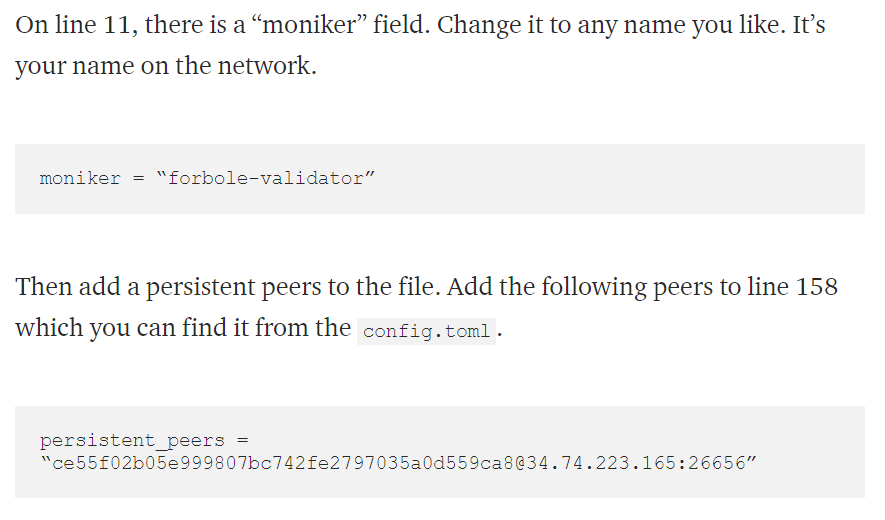 On line 11, there is a “moniker” field. Change it to any name you like. It’s
your name on the network.
moniker = “forbole-validator”
Then add a persistent peers to the file. Add the following peers to line 158
which you can find it from the config.toml.
persistent_peers =
“ce55f02b05e999807bc742fe2797035a0d559ca8@34.74.223.165:26656”